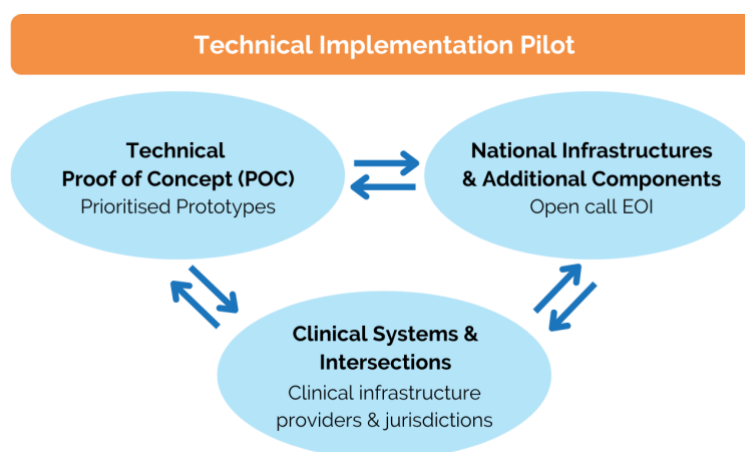 Technical Implementation Pilot
Technical
Proof of Concept (POC)
Prioritised Prototypes
National Infrastructures
& Additional Components
Open call EOI
Clinical Systems &
Intersections
Clinical infrastructure
providers & jurisdictions